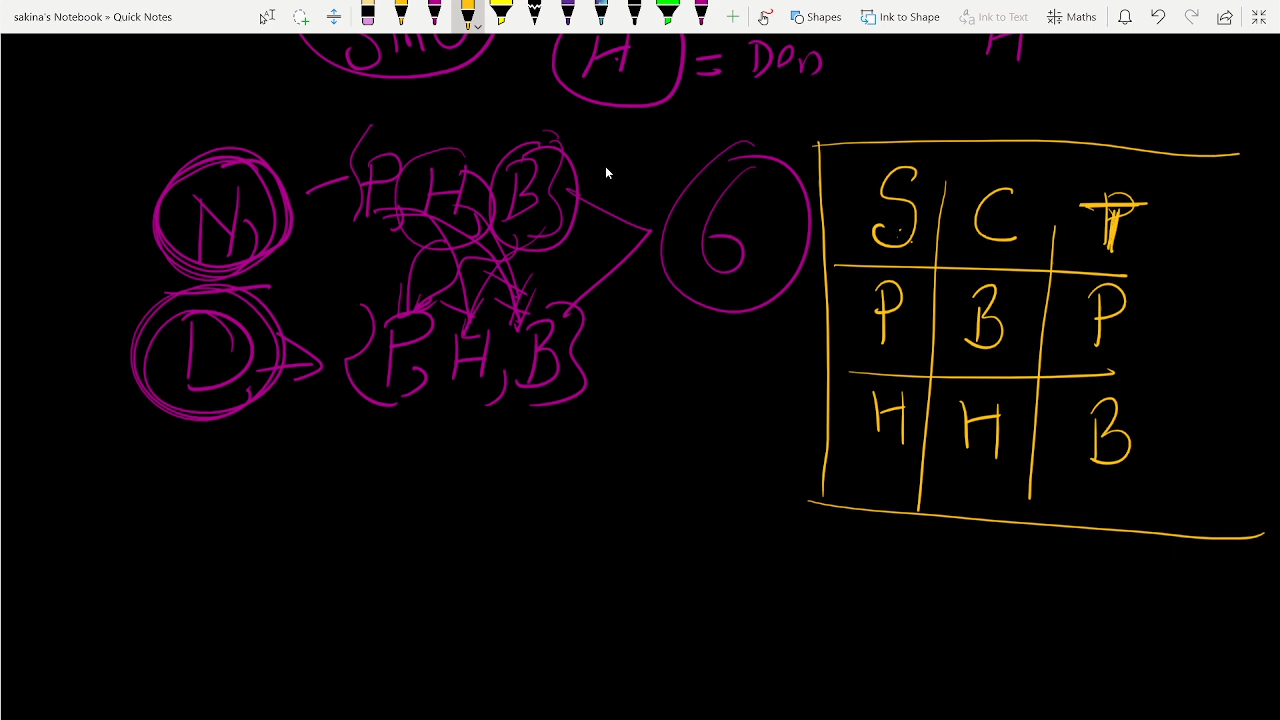 sakina's Notebook » Quick Notes
Shapes Ink to Shape Ink to Text Maths
H = Don H
N, {P, H, B}
D {P, H, B}
6
S C T
P B P
H H B